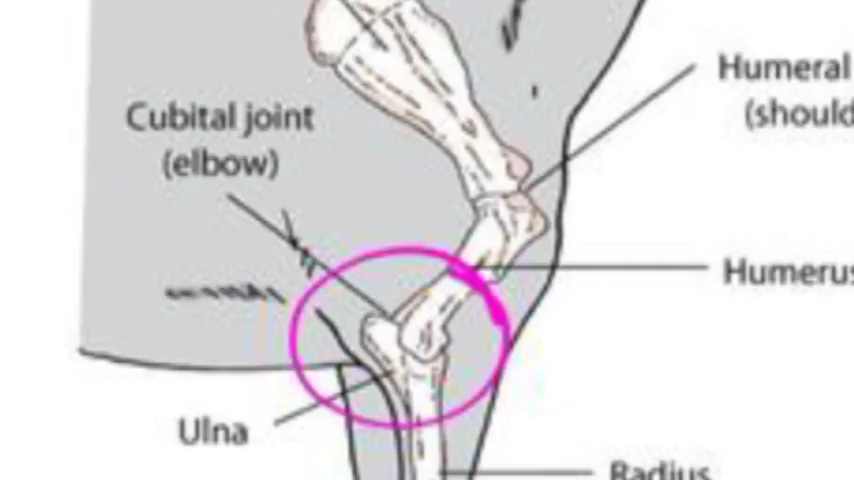 Humeral
(should
Cubital joint
(elbow)
Humerus
Ulna
Radius